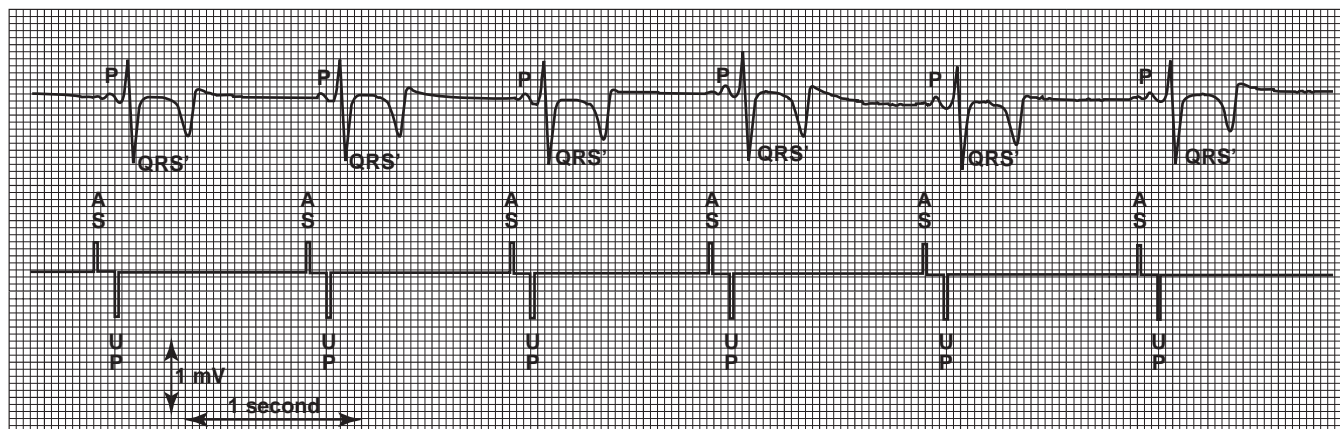 P P P P P P
QRS' QRS' QRS' QRS' QRS' QRS'
A A A A A A
S S S S S S
U U U U U U
P P P P P P
1 mV
1 second